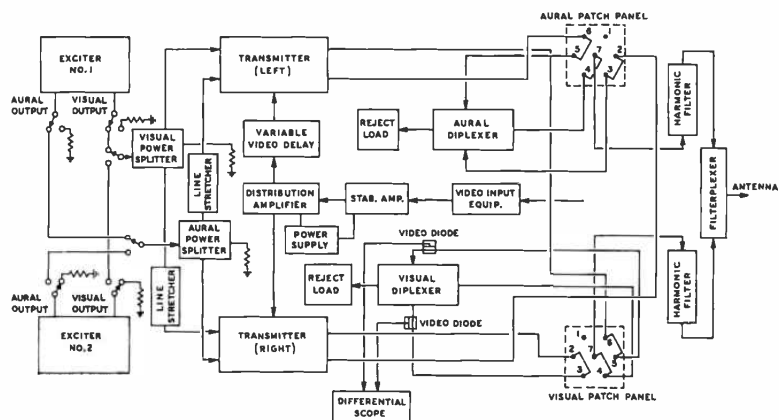 AURAL PATCH PANEL
6
1
5
7
2
4
3
EXCITER
NO. 1
TRANSMITTER
(LEFT)
AURAL
OUTPUT
VISUAL
OUTPUT
VISUAL
POWER
SPLITTER
LINE
STRETCHER
VARIABLE
VIDEO DELAY
REJECT
LOAD
AURAL
DIPLEXER
HARMONIC
FILTER
DISTRIBUTION
AMPLIFIER
STAB. AMP.
VIDEO INPUT
EQUIP.
FILTERPLEXER
ANTENNA
AURAL
POWER
SPLITTER
POWER
SUPPLY
VIDEO DIODE
LINE
STRETCHER
REJECT
LOAD
VISUAL
DIPLEXER
HARMONIC
FILTER
AURAL
OUTPUT
VISUAL
OUTPUT
EXCITER
NO. 2
TRANSMITTER
(RIGHT)
VIDEO DIODE
1
6
2
7
5
3
4
VISUAL PATCH PANEL
DIFFERENTIAL
SCOPE